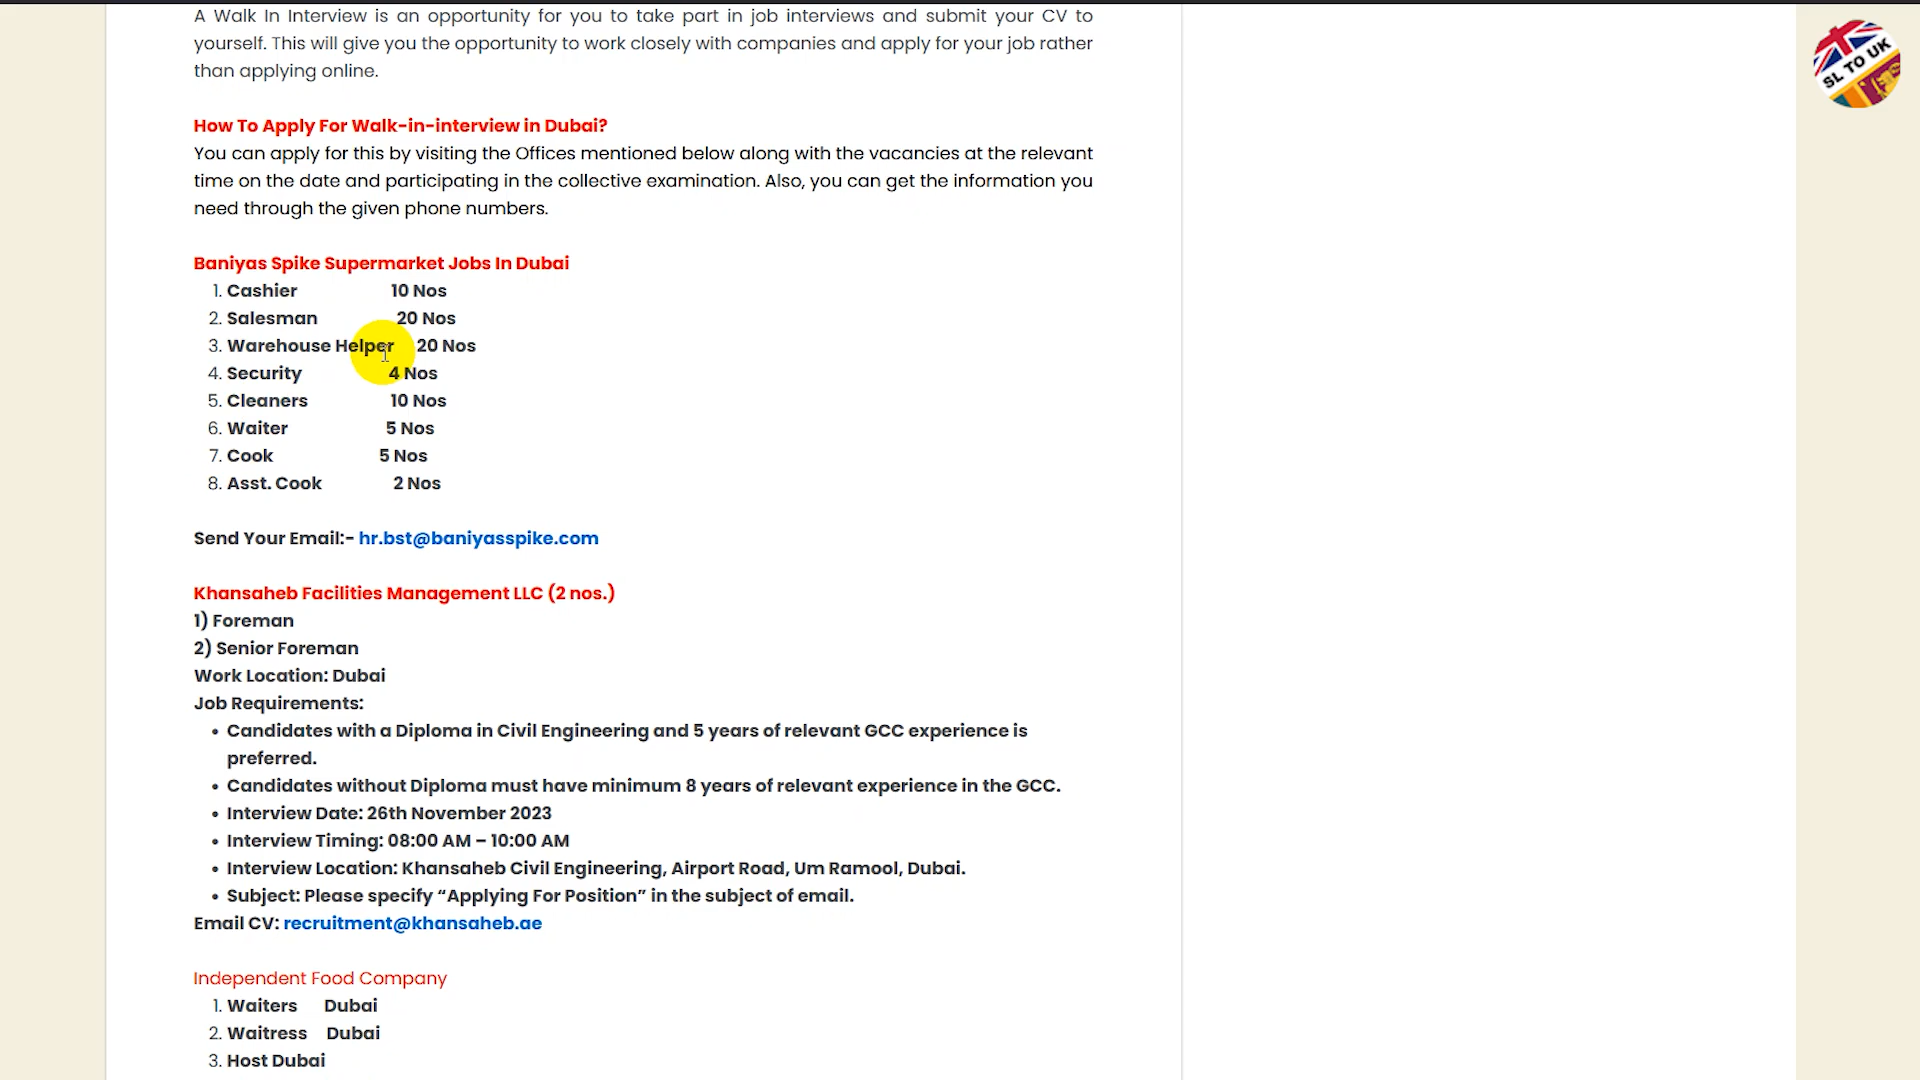 A Walk In Interview is an opportunity for you to take part in job interviews and submit your CV to
yourself. This will give you the opportunity to work closely with companies and apply for your job rather
than applying online.
SL TO UK
How To Apply For Walk-in-interview in Dubai?
You can apply for this by visiting the Offices mentioned below along with the vacancies at the relevant
time on the date and participating in the collective examination. Also, you can get the information you
need through the given phone numbers.
Baniyas Spike Supermarket Jobs In Dubai
1. Cashier 10 Nos
2. Salesman 20 Nos
3. Warehouse Helper 20 Nos
4. Security 4 Nos
5. Cleaners 10 Nos
6. Waiter 5 Nos
7. Cook 5 Nos
8. Asst. Cook 2 Nos
Send Your Email:- hr.bst@baniyasspike.com
Khansaheb Facilities Management LLC (2 nos.)
1) Foreman
2) Senior Foreman
Work Location: Dubai
Job Requirements:
• Candidates with a Diploma in Civil Engineering and 5 years of relevant GCC experience is
preferred.
• Candidates without Diploma must have minimum 8 years of relevant experience in the GCC.
• Interview Date: 26th November 2023
• Interview Timing: 08:00 AM – 10:00 AM
• Interview Location: Khansaheb Civil Engineering, Airport Road, Um Ramool, Dubai.
• Subject: Please specify “Applying For Position” in the subject of email.
Email CV: recruitment@khansaheb.ae
Independent Food Company
1. Waiters Dubai
2. Waitress Dubai
3. Host Dubai